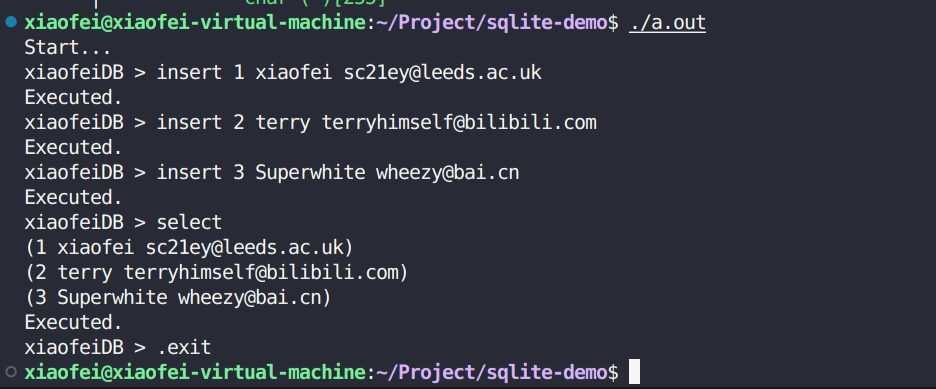 char (*)[255]
xiaofei@xiaofei-virtual-machine:~/Project/sqlite-demo$ ./a.out
Start...
xiaofeiDB > insert 1 xiaofei sc21ey@leeds.ac.uk
Executed.
xiaofeiDB > insert 2 terry terryhimself@bilibili.com
Executed.
xiaofeiDB > insert 3 Superwhite wheezy@bai.cn
Executed.
xiaofeiDB > select
(1 xiaofei sc21ey@leeds.ac.uk)
(2 terry terryhimself@bilibili.com)
(3 Superwhite wheezy@bai.cn)
Executed.
xiaofeiDB > .exit
xiaofei@xiaofei-virtual-machine:~/Project/sqlite-demo$